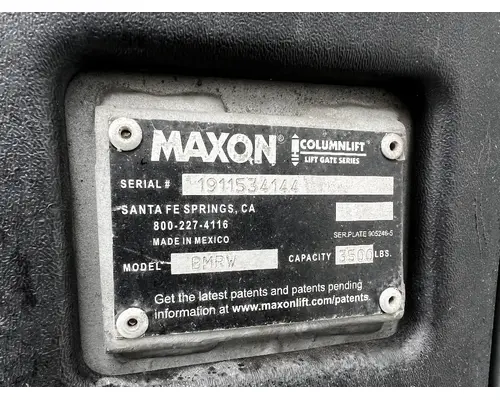 MAXON® COLUMNLIFT®
LIFT GATE SERIES
SERIAL # 1911534144
SANTA FE SPRINGS, CA
800-227-4116
MADE IN MEXICO
SER.PLATE 905246-5
MODEL BMRW CAPACITY 3500 LBS.
Get the latest patents and patents pending
information at www.maxonlift.com/patents.